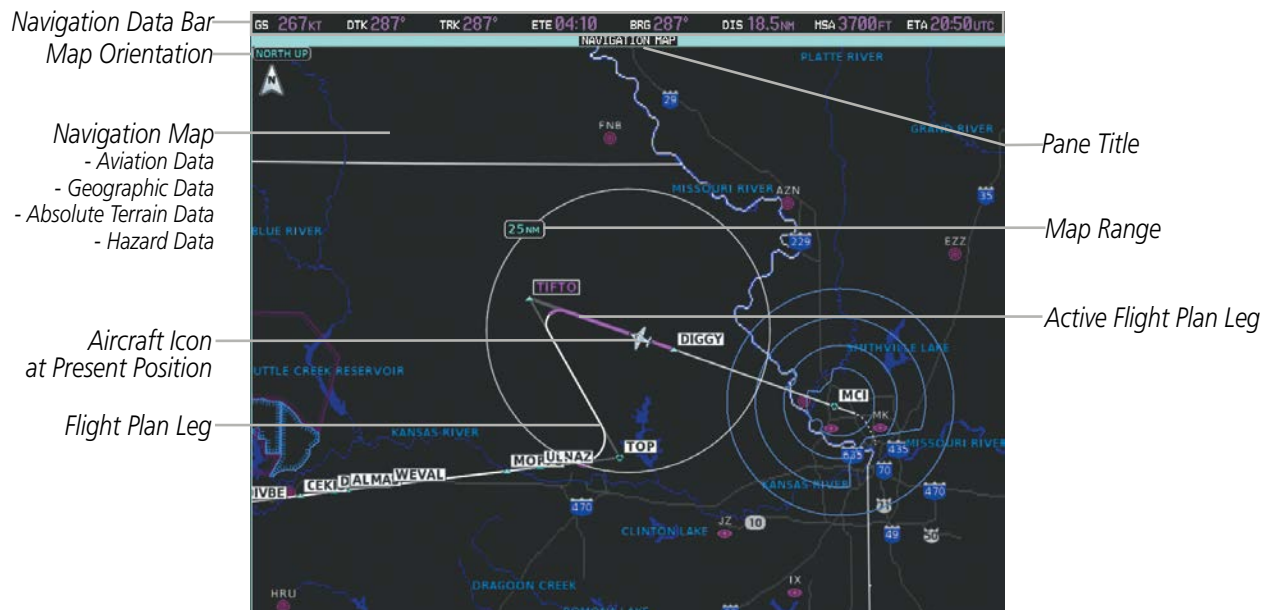 Navigation Data Bar
GS 267KT DTK 287° TRK 287° ETE 04:10 BRG 287° DIS 18.5NM MSA 3700FT ETA 20:50UTC
NAVIGATION MAP
Map Orientation
NORTH UP
N
PLATTE RIVER
29
FNB
GRAND RIVER
Navigation Map
- Aviation Data
- Geographic Data
- Absolute Terrain Data
- Hazard Data
Pane Title
MISSOURI RIVER
AZN
35
BLUE RIVER
25NM
229
EZZ
Map Range
TIFTO
Active Flight Plan Leg
Aircraft Icon
at Present Position
DIGGY
SMITHVILLE LAKE
UTTLE CREEK RESERVOIR
MCI
MK
Flight Plan Leg
KANSAS RIVER
TOP
MISSOURI RIVER
435
635
ULNAZ
WEVAL
ALMA
D
CEK
IVBE
70
KANSAS RIVER
470
470
JZ
10
49
50
CLINTON LAKE
IX
DRAGOON CREEK
HRU